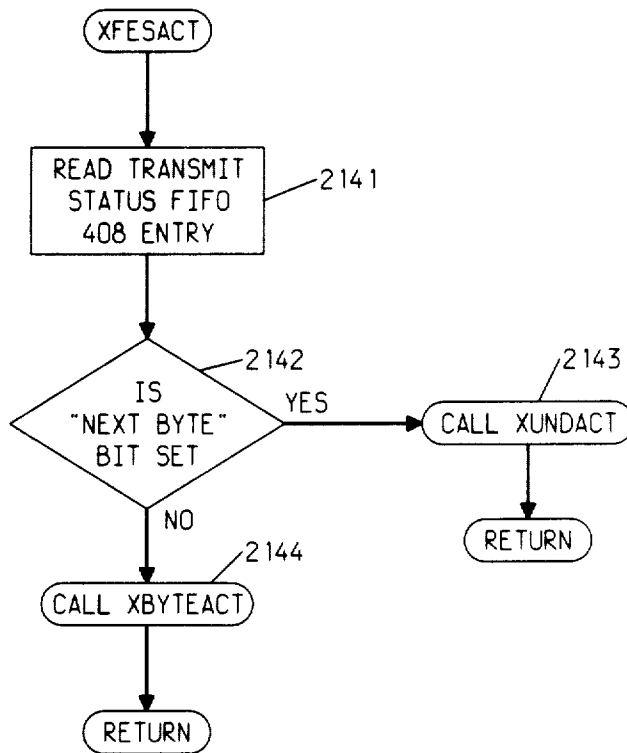 XFESACT
READ TRANSMIT
STATUS FIFO
408 ENTRY
2141
IS
"NEXT BYTE"
BIT SET
2142
YES
NO
2143
CALL XUNDACT
RETURN
2144
CALL XBYTEACT
RETURN